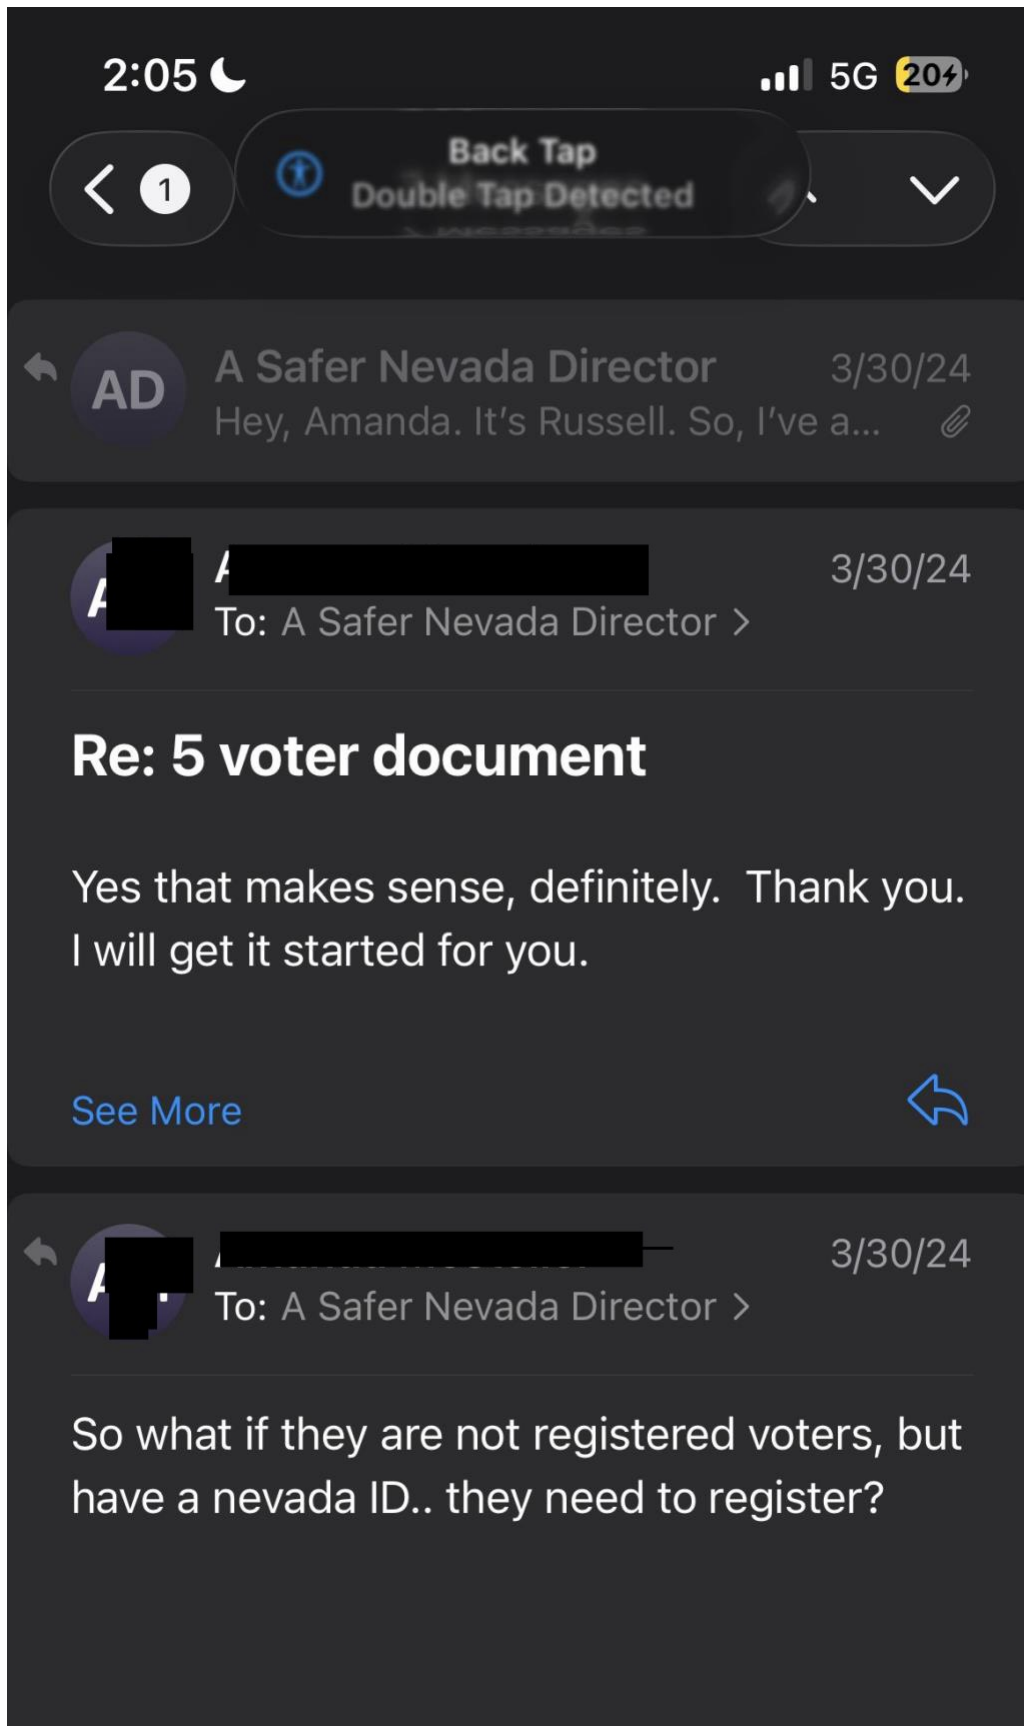 2:05
5G 20
1
Back Tap
Double Tap Detected
AD
A Safer Nevada Director 3/30/24
Hey, Amanda. It’s Russell. So, I’ve a...
3/30/24
To: A Safer Nevada Director >
Re: 5 voter document
Yes that makes sense, definitely. Thank you.
I will get it started for you.
See More
3/30/24
To: A Safer Nevada Director >
So what if they are not registered voters, but
have a nevada ID.. they need to register?